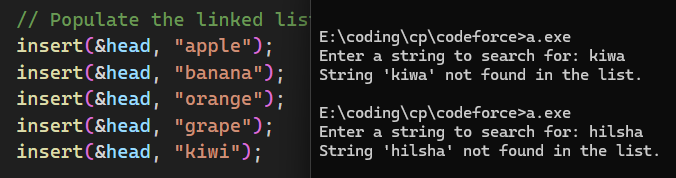 // Populate the linked lis
insert(&head, "apple");
insert(&head, "banana");
insert(&head, "orange");
insert(&head, "grape");
insert(&head, "kiwi");
E:\coding\cp\codeforce>a.exe
Enter a string to search for: kiwa
String 'kiwa' not found in the list.
E:\coding\cp\codeforce>a.exe
Enter a string to search for: hilsha
String 'hilsha' not found in the list.